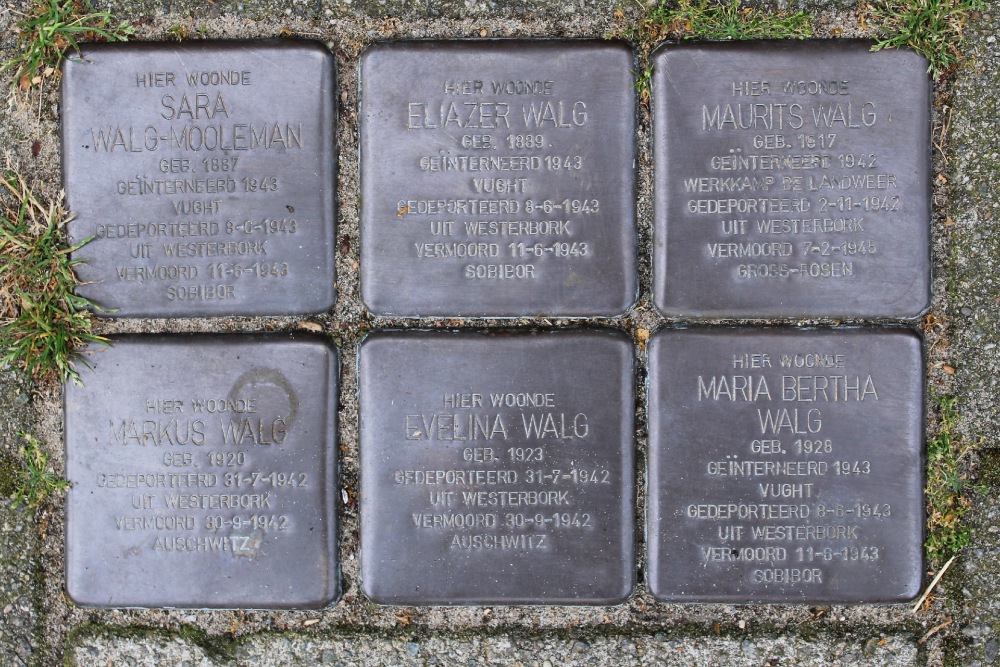 HIER WOONDE
SARA
WALG-MOOLEMAN
GEB. 1887
GEÏNTERNEERD 1943
VUGHT
GEDEPORTEERD 8-6-1943
UIT WESTERBORK
VERMOORD 11-6-1943
SOBIBOR
HIER WOONDE
ELIAZER WALG
GEB. 1889
GEÏNTERNEERD 1943
VUGHT
GEDEPORTEERD 8-6-1943
UIT WESTERBORK
VERMOORD 11-6-1943
SOBIBOR
HIER WOONDE
MAURITS WALG
GEB. 1917
GEÏNTERNEERD 1942
WERKKAMP DE LANDWEER
GEDEPORTEERD 2-11-1942
UIT WESTERBORK
VERMOORD 7-2-1945
GROSS-ROSEN
HIER WOONDE
MARKUS WALG
GEB. 1920
GEDEPORTEERD 31-7-1942
UIT WESTERBORK
VERMOORD 30-9-1942
AUSCHWITZ
HIER WOONDE
EVELINA WALG
GEB. 1923
GEDEPORTEERD 31-7-1942
UIT WESTERBORK
VERMOORD 30-9-1942
AUSCHWITZ
HIER WOONDE
MARIA BERTHA
WALG
GEB. 1928
GEÏNTERNEERD 1943
VUGHT
GEDEPORTEERD 8-6-1943
UIT WESTERBORK
VERMOORD 11-6-1943
SOBIBOR